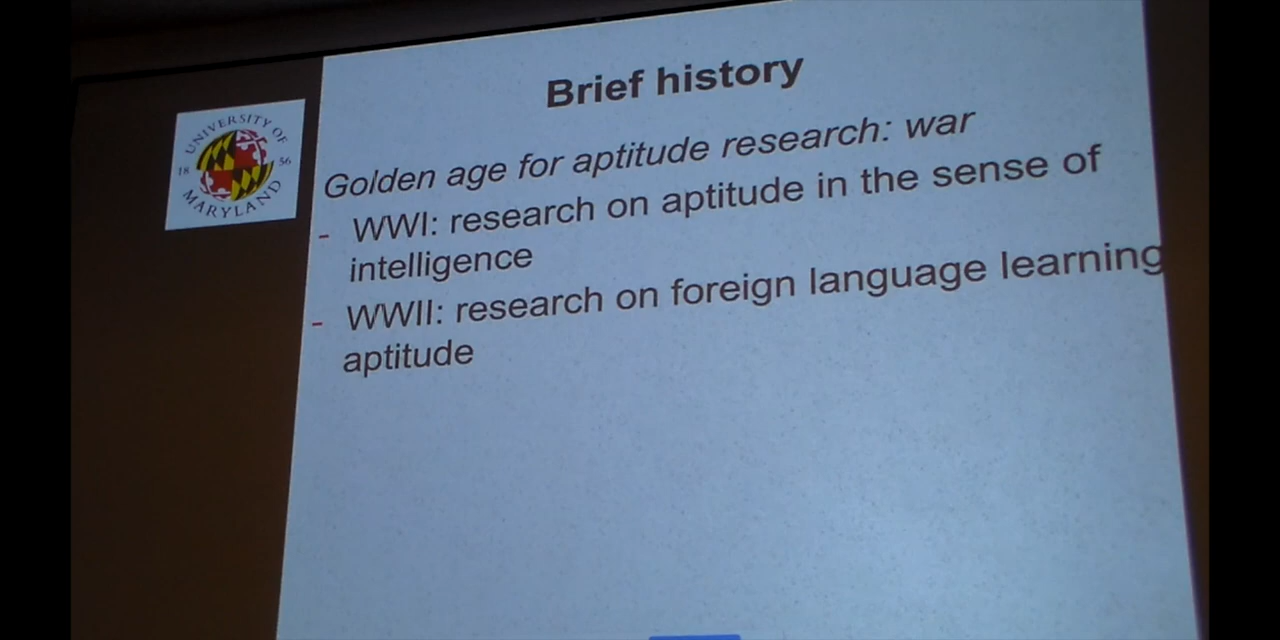 Brief history
UNIVERSITY OF
18 56
MARYLAND
Golden age for aptitude research: war
- WWI: research on aptitude in the sense of
intelligence
- WWII: research on foreign language learning
aptitude